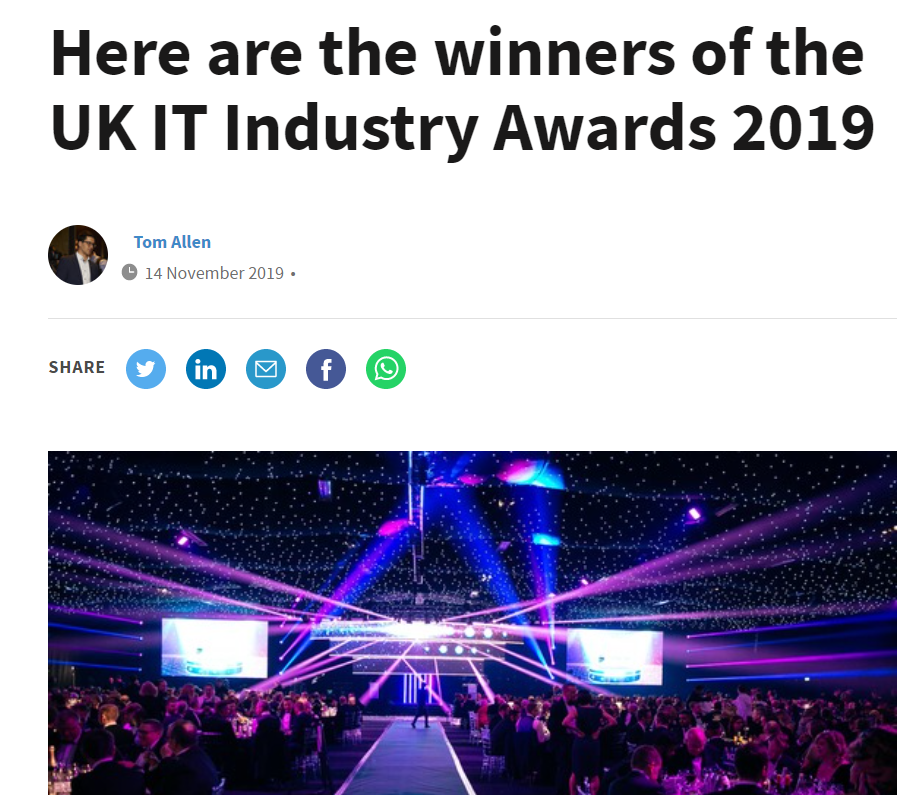 Here are the winners of the
UK IT Industry Awards 2019
Tom Allen
14 November 2019 •
SHARE